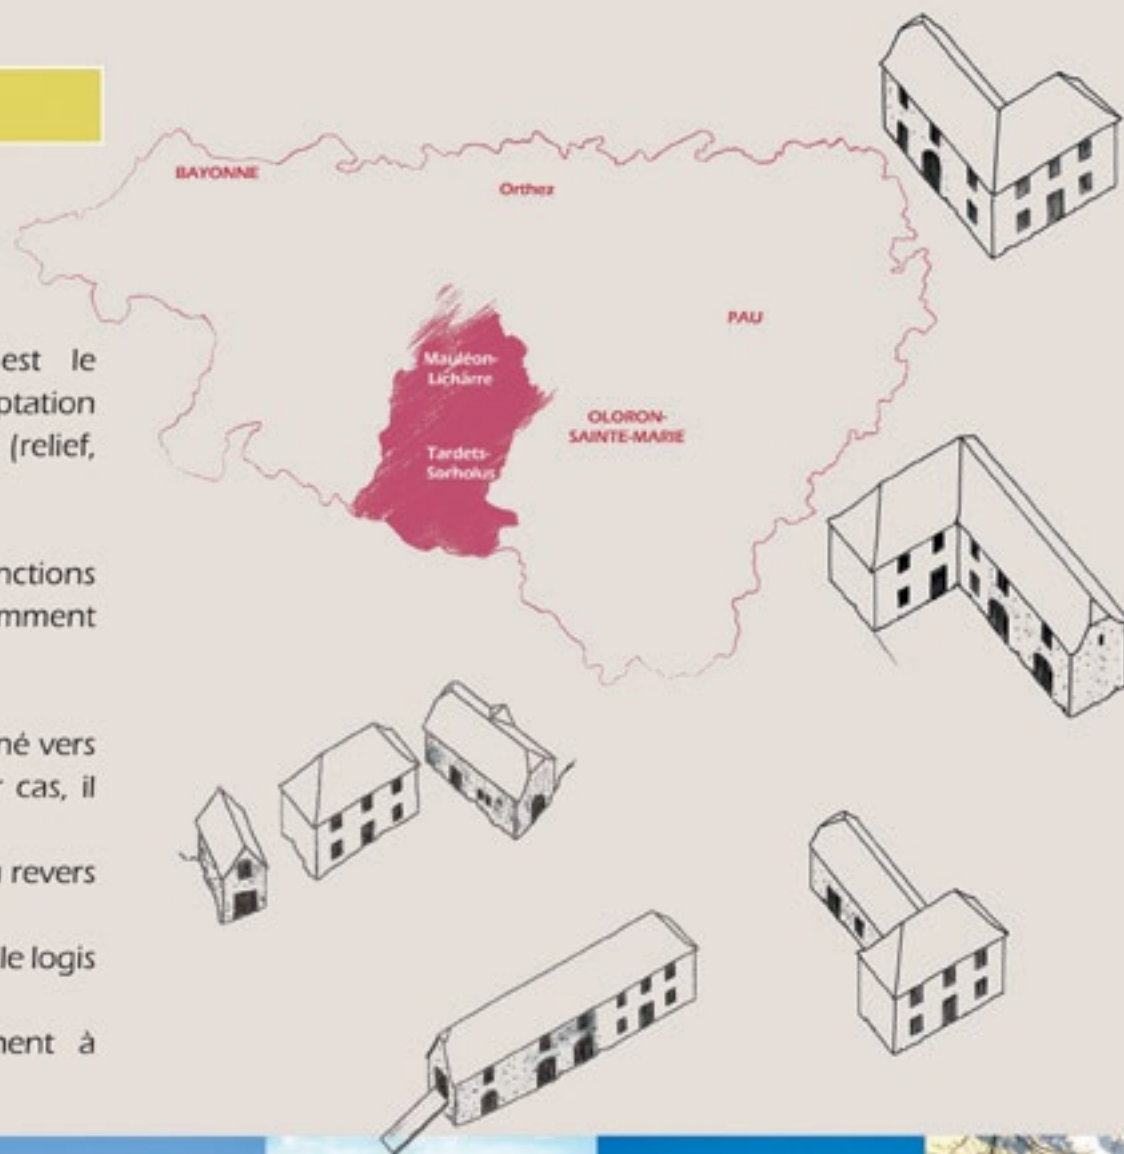 BAYONNE
Orthez
PAU
Mauléon-
Licharre
OLORON-
SAINTE-MARIE
Tardets-
Sorholus
est le
ptation
(relief,
nctions
mment
né vers
r cas, il
revers
le logis
ment à